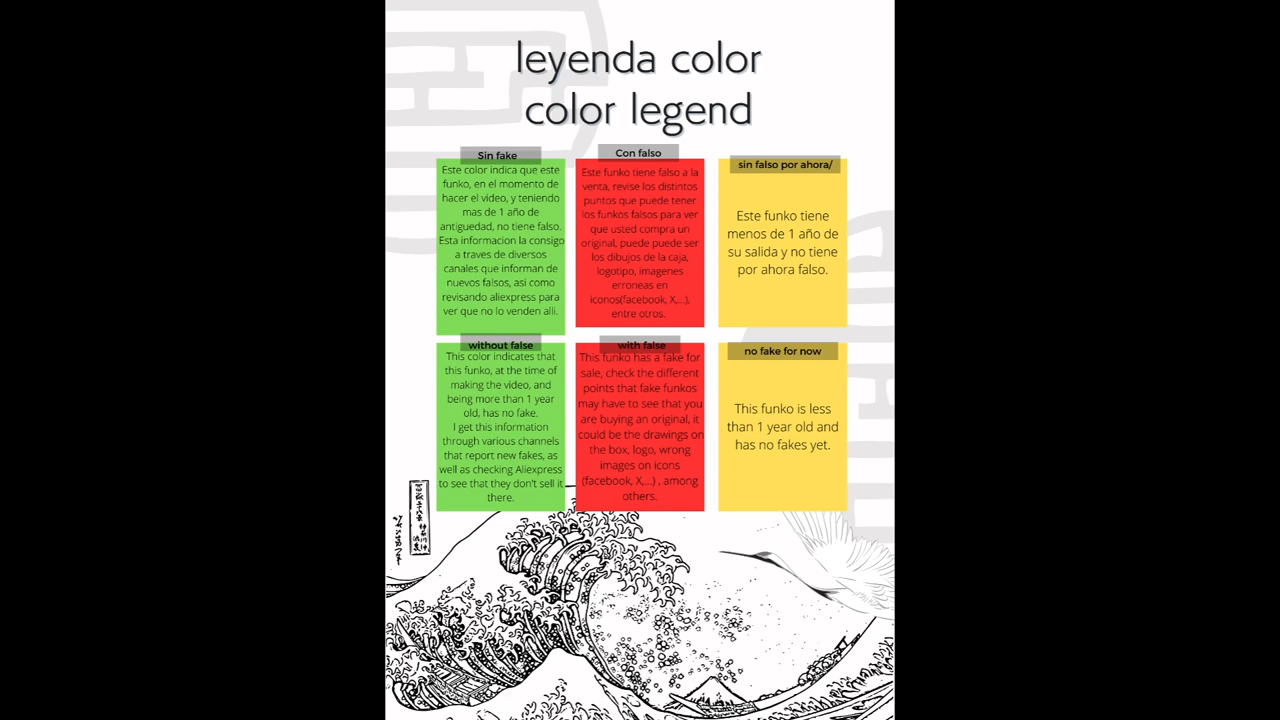 leyenda color
color legend
Sin fake
Este color indica que este
funko, en el momento de
hacer el video, y teniendo
mas de 1 año de
antiguedad, no tiene falso.
Esta informacion la consigo
a traves de diversos
canales que informan de
nuevos falsos, asi como
revisando aliexpress para
ver que no lo venden alli.
Con falso
Este funko tiene falso a la
venta, revise los distintos
puntos que puede tener
los funkos falsos para ver
que usted compra un
original, puede puede ser
los dibujos de la caja,
logotipo, imagenes
erroneas en
iconos(facebook, X,...),
entre otros.
sin falso por ahora/
Este funko tiene
menos de 1 año de
su salida y no tiene
por ahora falso.
without false
This color indicates that
this funko, at the time of
making the video, and
being more than 1 year
old, has no fake.
I get this information
through various channels
that report new fakes, as
well as checking Aliexpress
to see that they don't sell it
there.
with false
This funko has a fake for
sale, check the different
points that fake funkos
may have to see that you
are buying an original, it
could be the drawings on
the box, logo, wrong
images on icons
(facebook, X,...) , among
others.
no fake for now
This funko is less
than 1 year old and
has no fakes yet.